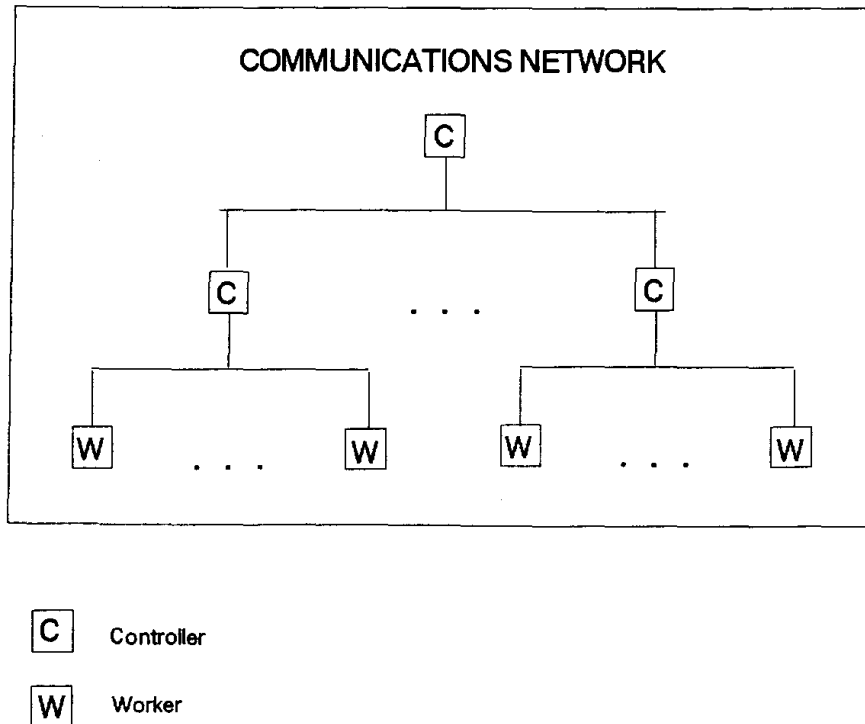 COMMUNICATIONS NETWORK
C
C . . . C
W . . . W W . . . W
C Controller
W Worker